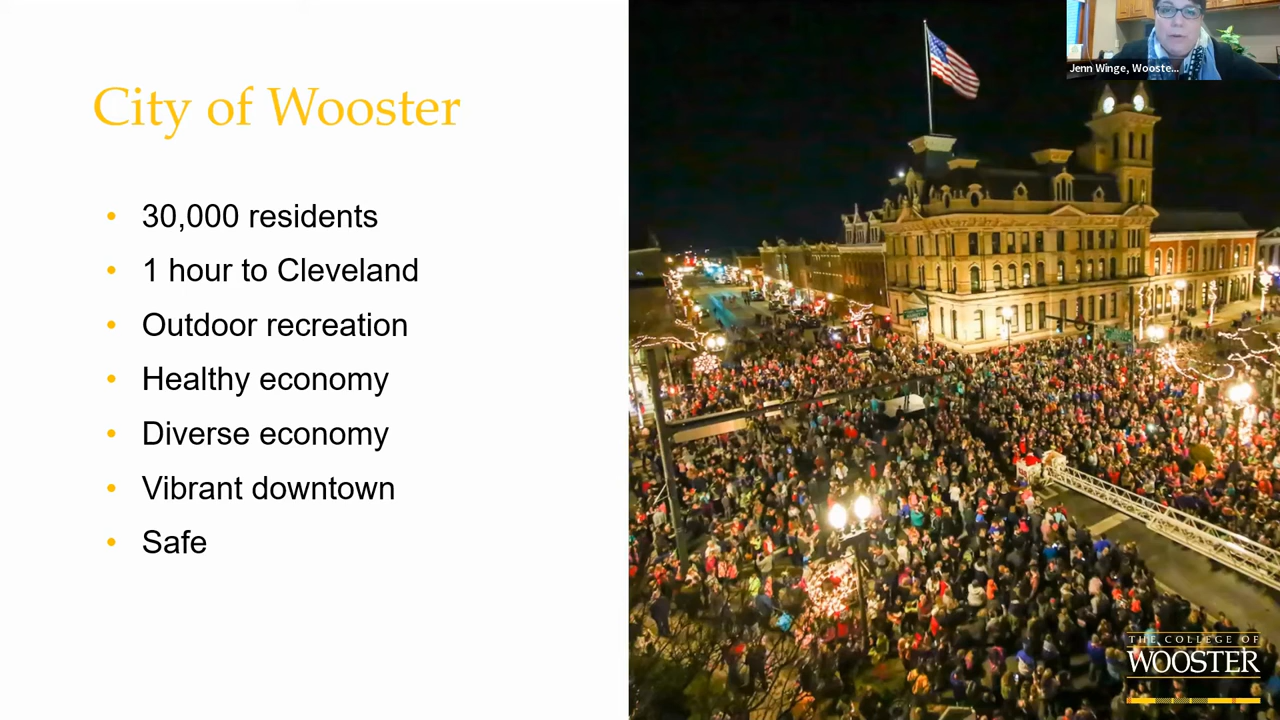 City of Wooster
• 30,000 residents
• 1 hour to Cleveland
• Outdoor recreation
• Healthy economy
• Diverse economy
• Vibrant downtown
• Safe
Jenn Winge, Wooste...
THE COLLEGE OF
WOOSTER